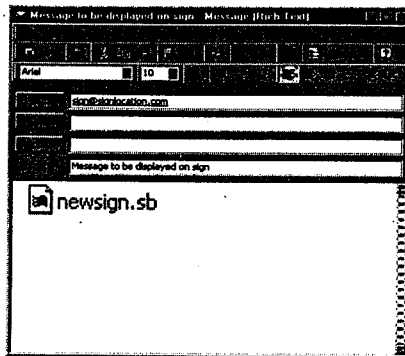 Message to be displayed on sign - Message (Rich Text)
Arial 10
sign@signlocation.com
Message to be displayed on sign
newsign.sb